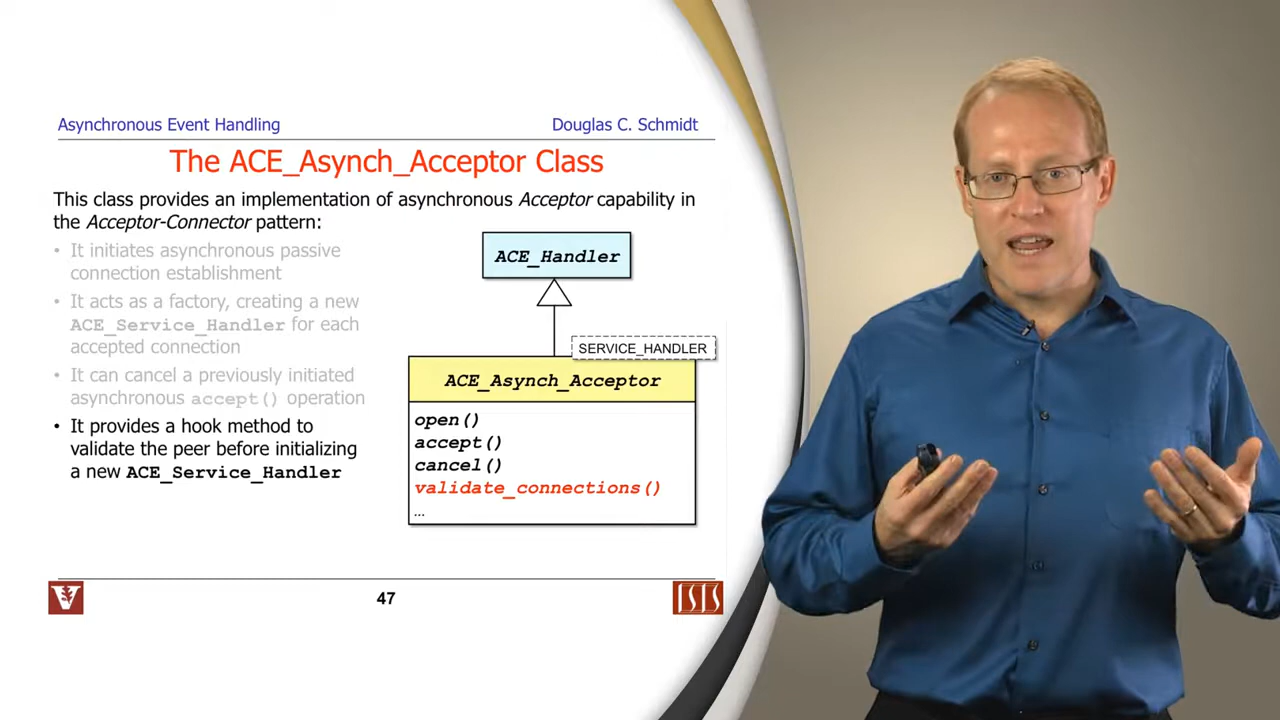 Asynchronous Event Handling
Douglas C. Schmidt
The ACE_Asynch_Acceptor Class
This class provides an implementation of asynchronous Acceptor capability in
the Acceptor-Connector pattern:
• It initiates asynchronous passive
connection establishment
• It acts as a factory, creating a new
ACE_Service_Handler for each
accepted connection
• It can cancel a previously initiated
asynchronous accept() operation
• It provides a hook method to
validate the peer before initializing
a new ACE_Service_Handler
ACE_Handler
SERVICE_HANDLER
ACE_Asynch_Acceptor
open()
accept()
cancel()
validate_connections()
...
V
47
ISIS